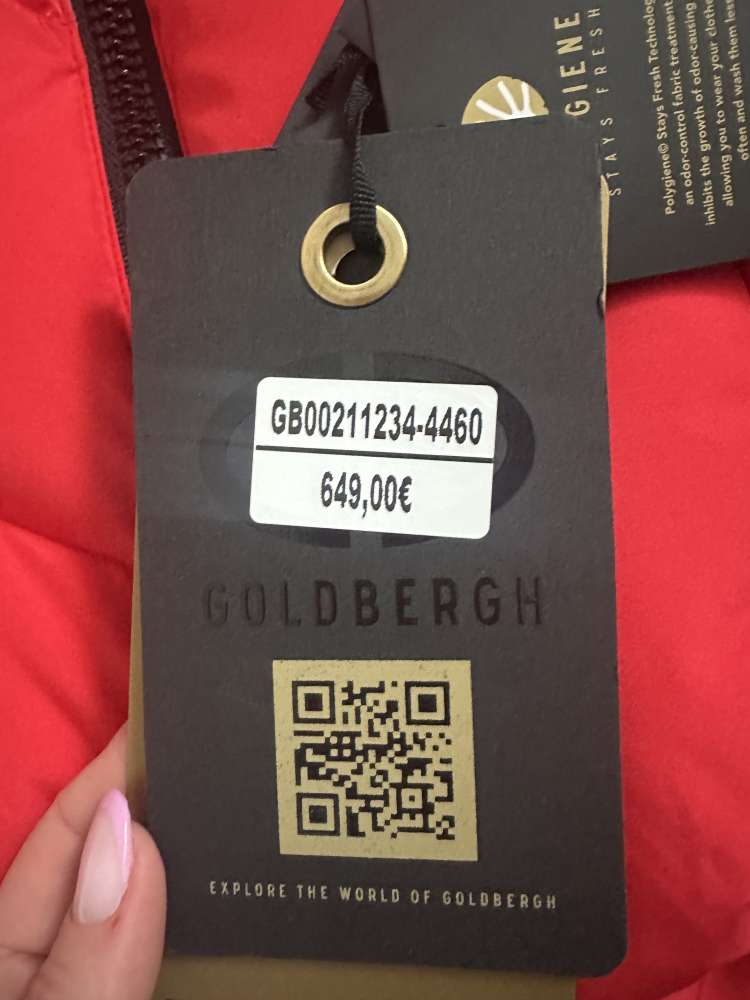 GIENE
STAYS FRESH
Polygiene© Stays Fresh Technolog
an odor-control fabric treatment
inhibits the growth of odor-causing
allowing you to wear your clothe
often and wash them less
GB00211234-4460
649,00€
GOLDBERGH
EXPLORE THE WORLD OF GOLDBERGH